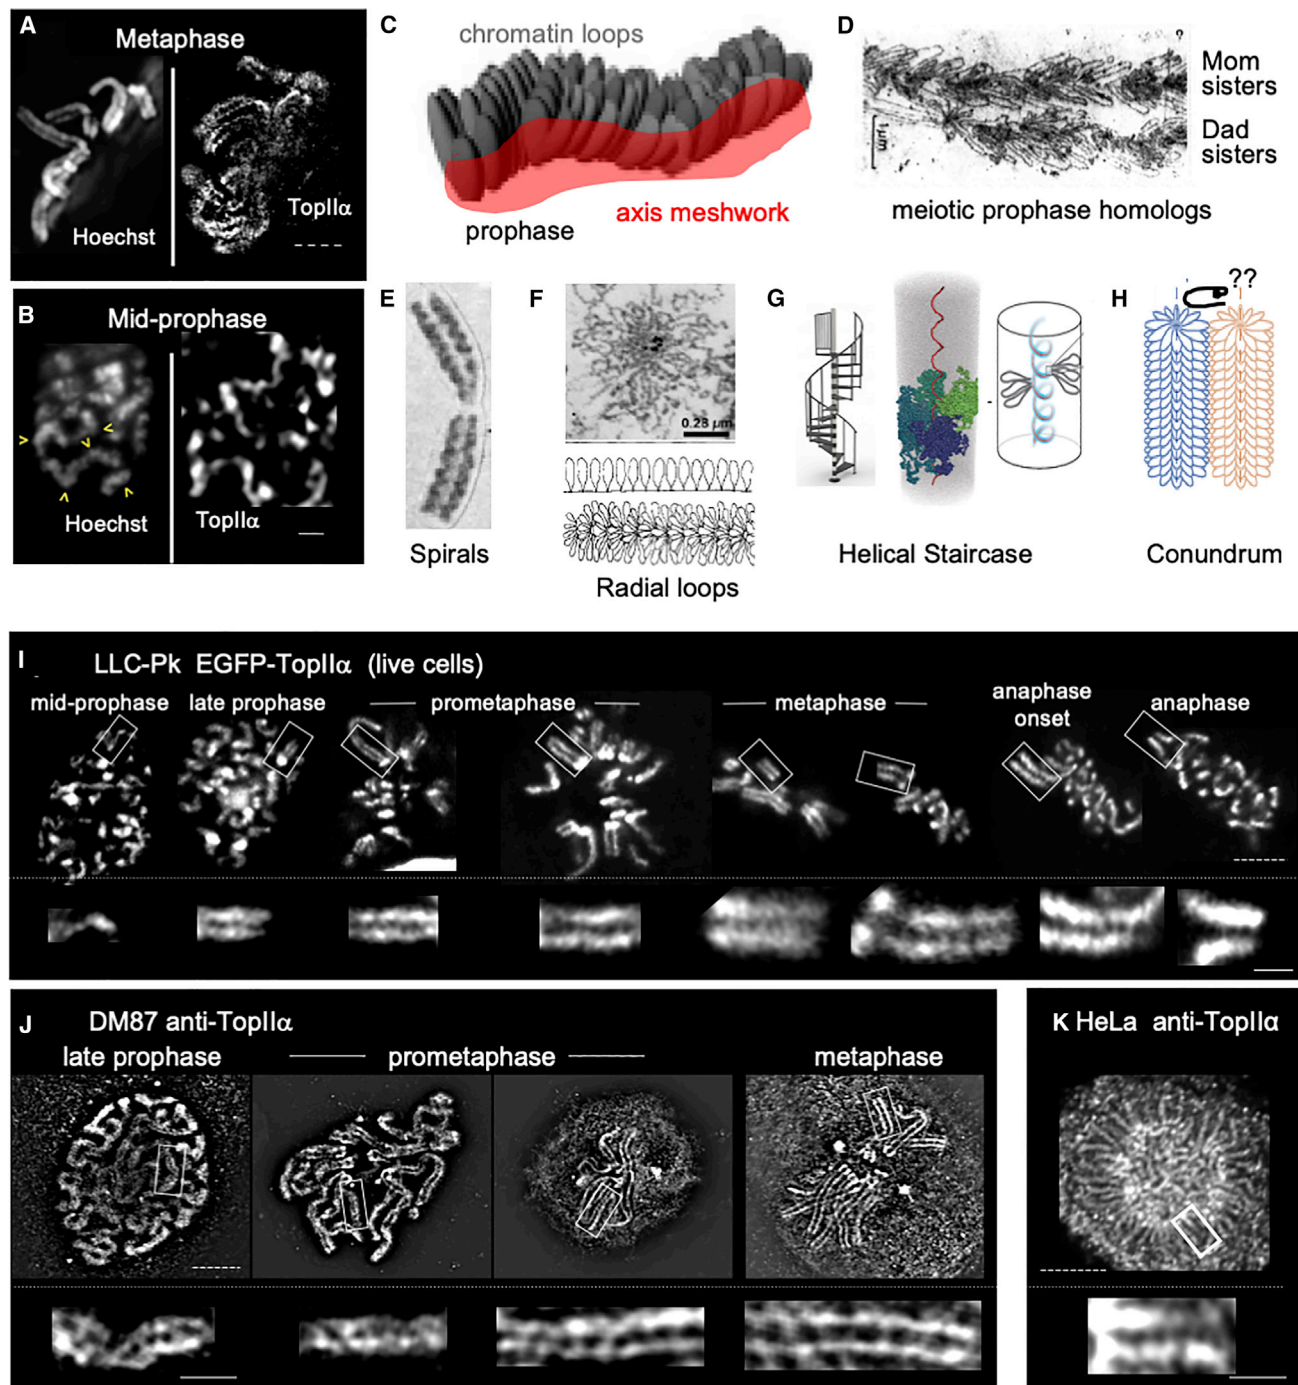 A
Metaphase
Hoechst
TopIIα
B
Mid-prophase
Hoechst
TopIIα
C
chromatin loops
axis meshwork
prophase
D
Mom
sisters
Dad
sisters
1μm
meiotic prophase homologs
E
Spirals
F
0.23 μm
Radial loops
G
Helical Staircase
H
??
Conundrum
I
LLC-Pk EGFP-TopIIα (live cells)
mid-prophase
late prophase
prometaphase
metaphase
anaphase
onset
anaphase
J
DM87 anti-TopIIα
late prophase
prometaphase
metaphase
K HeLa anti-TopIIα